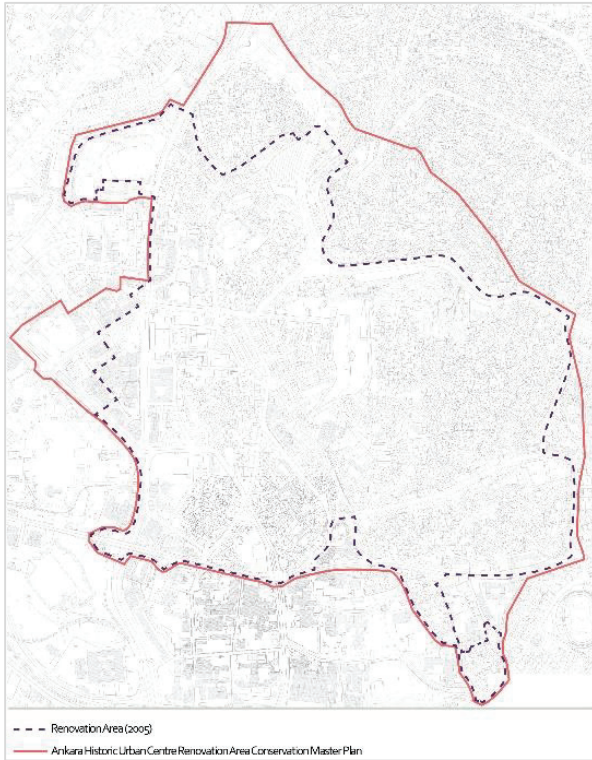 Renovation Area (2005)
Ankara Historic Urban Centre Renovation Area Conservation Master Plan